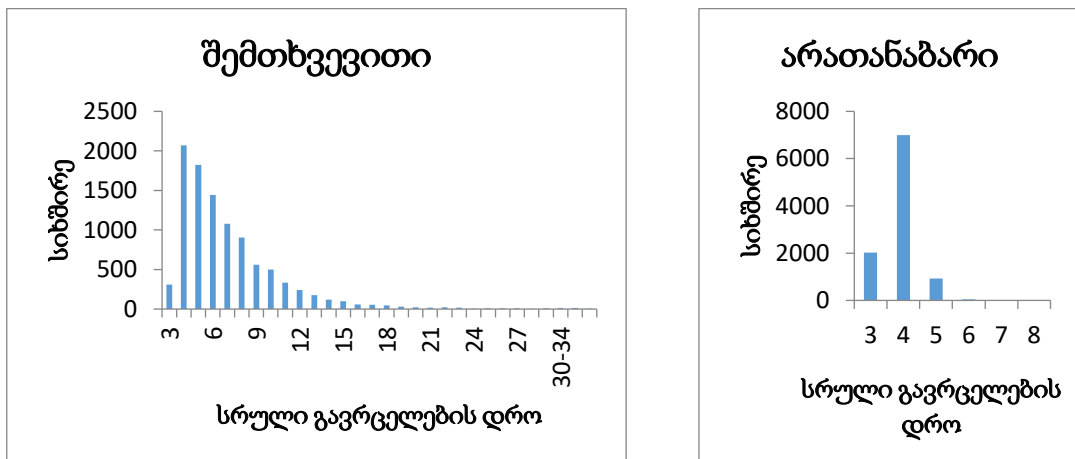 შემთხვევითი
2500
2000
1500
1000
500
0
სიხშირე
3 6 9 12 15 18 21 24 27 30-34
სრული გავრცელების დრო
არათანაბარი
8000
6000
4000
2000
0
სიხშირე
3 4 5 6 7 8
სრული გავრცელების
დრო